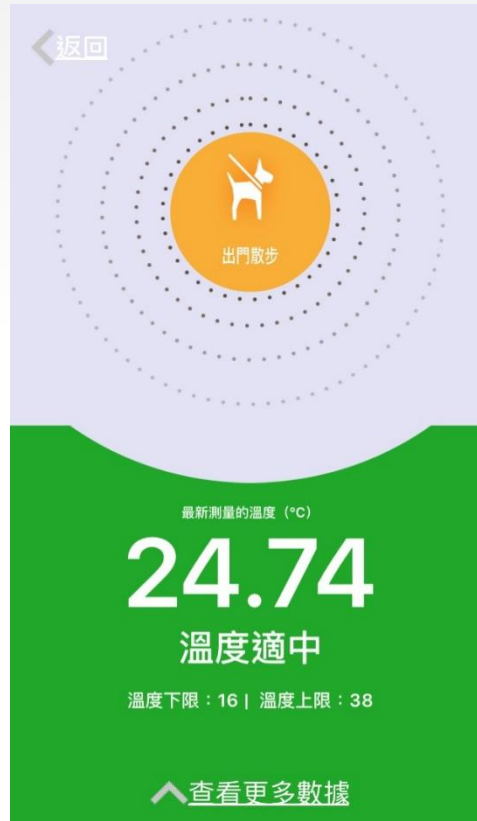 返回
出門散步
最新測量的溫度（°C）
24.74
溫度適中
溫度下限：16 | 溫度上限：38
查看更多數據